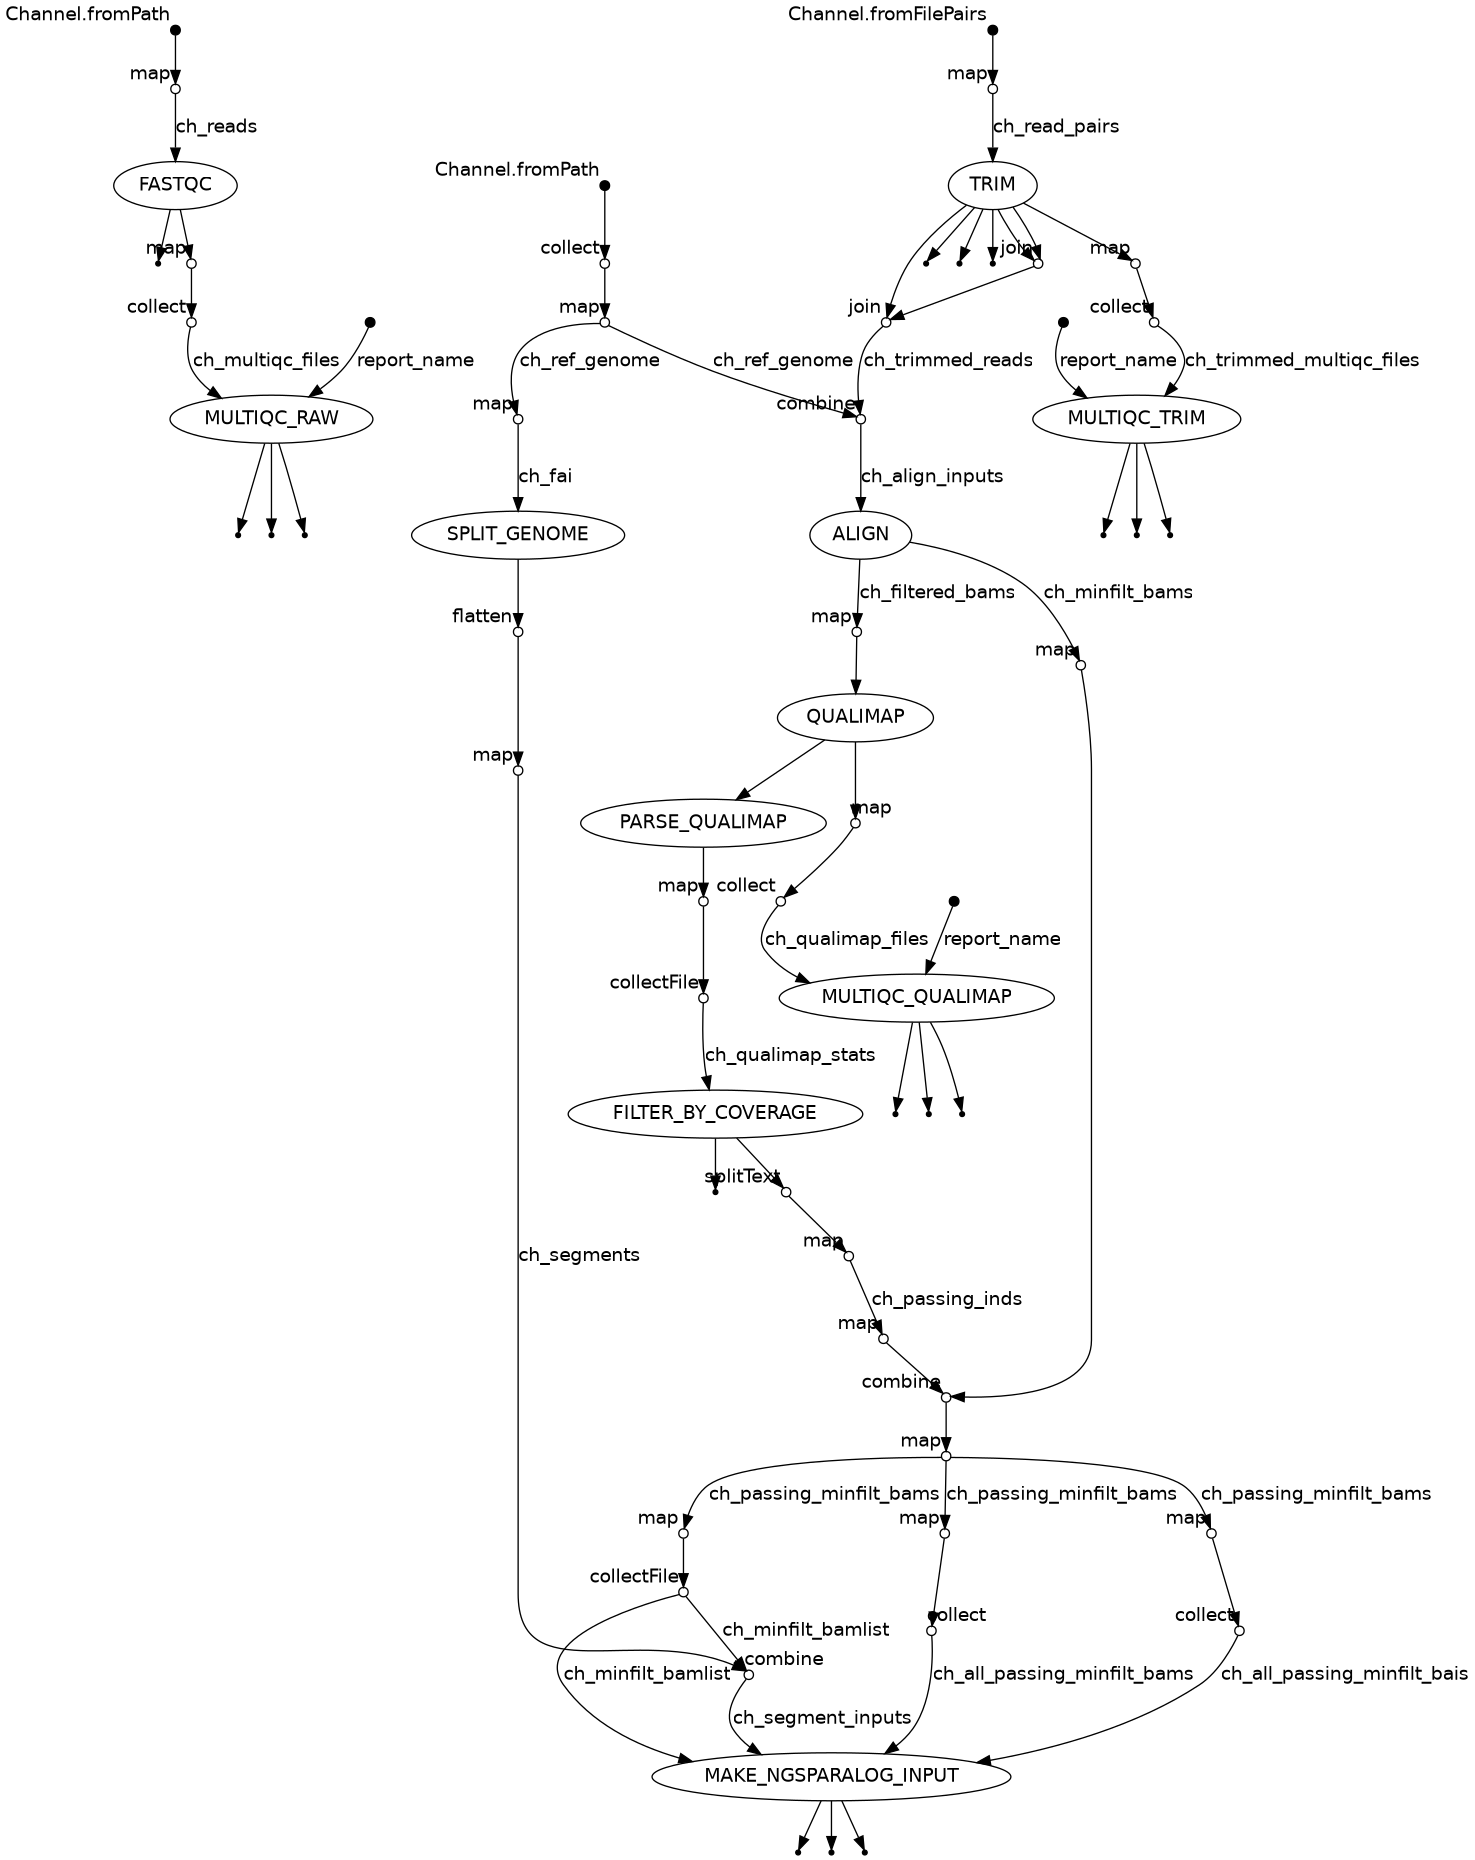 Channel.fromPath
Channel.fromFilePairs
map
map
ch_reads
ch_read_pairs
Channel.fromPath
FASTQC
TRIM
map
collect
join
map
collect
map
join
collect
ch_multiqc_files
report_name
ch_ref_genome
ch_ref_genome
ch_trimmed_reads
report_name
ch_trimmed_multiqc_files
map
combine
MULTIQC_RAW
MULTIQC_TRIM
ch_fai
ch_align_inputs
SPLIT_GENOME
ALIGN
ch_filtered_bams
ch_minfilt_bams
flatten
map
map
QUALIMAP
map
map
PARSE_QUALIMAP
map
collect
ch_qualimap_files
report_name
collectFile
MULTIQC_QUALIMAP
ch_qualimap_stats
FILTER_BY_COVERAGE
splitText
map
ch_segments
ch_passing_inds
map
combine
map
ch_passing_minfilt_bams
ch_passing_minfilt_bams
ch_passing_minfilt_bams
map
map
map
collectFile
collect
collect
ch_minfilt_bamlist
combine
ch_minfilt_bamlist
ch_all_passing_minfilt_bams
ch_all_passing_minfilt_bais
ch_segment_inputs
MAKE_NGSPARALOG_INPUT